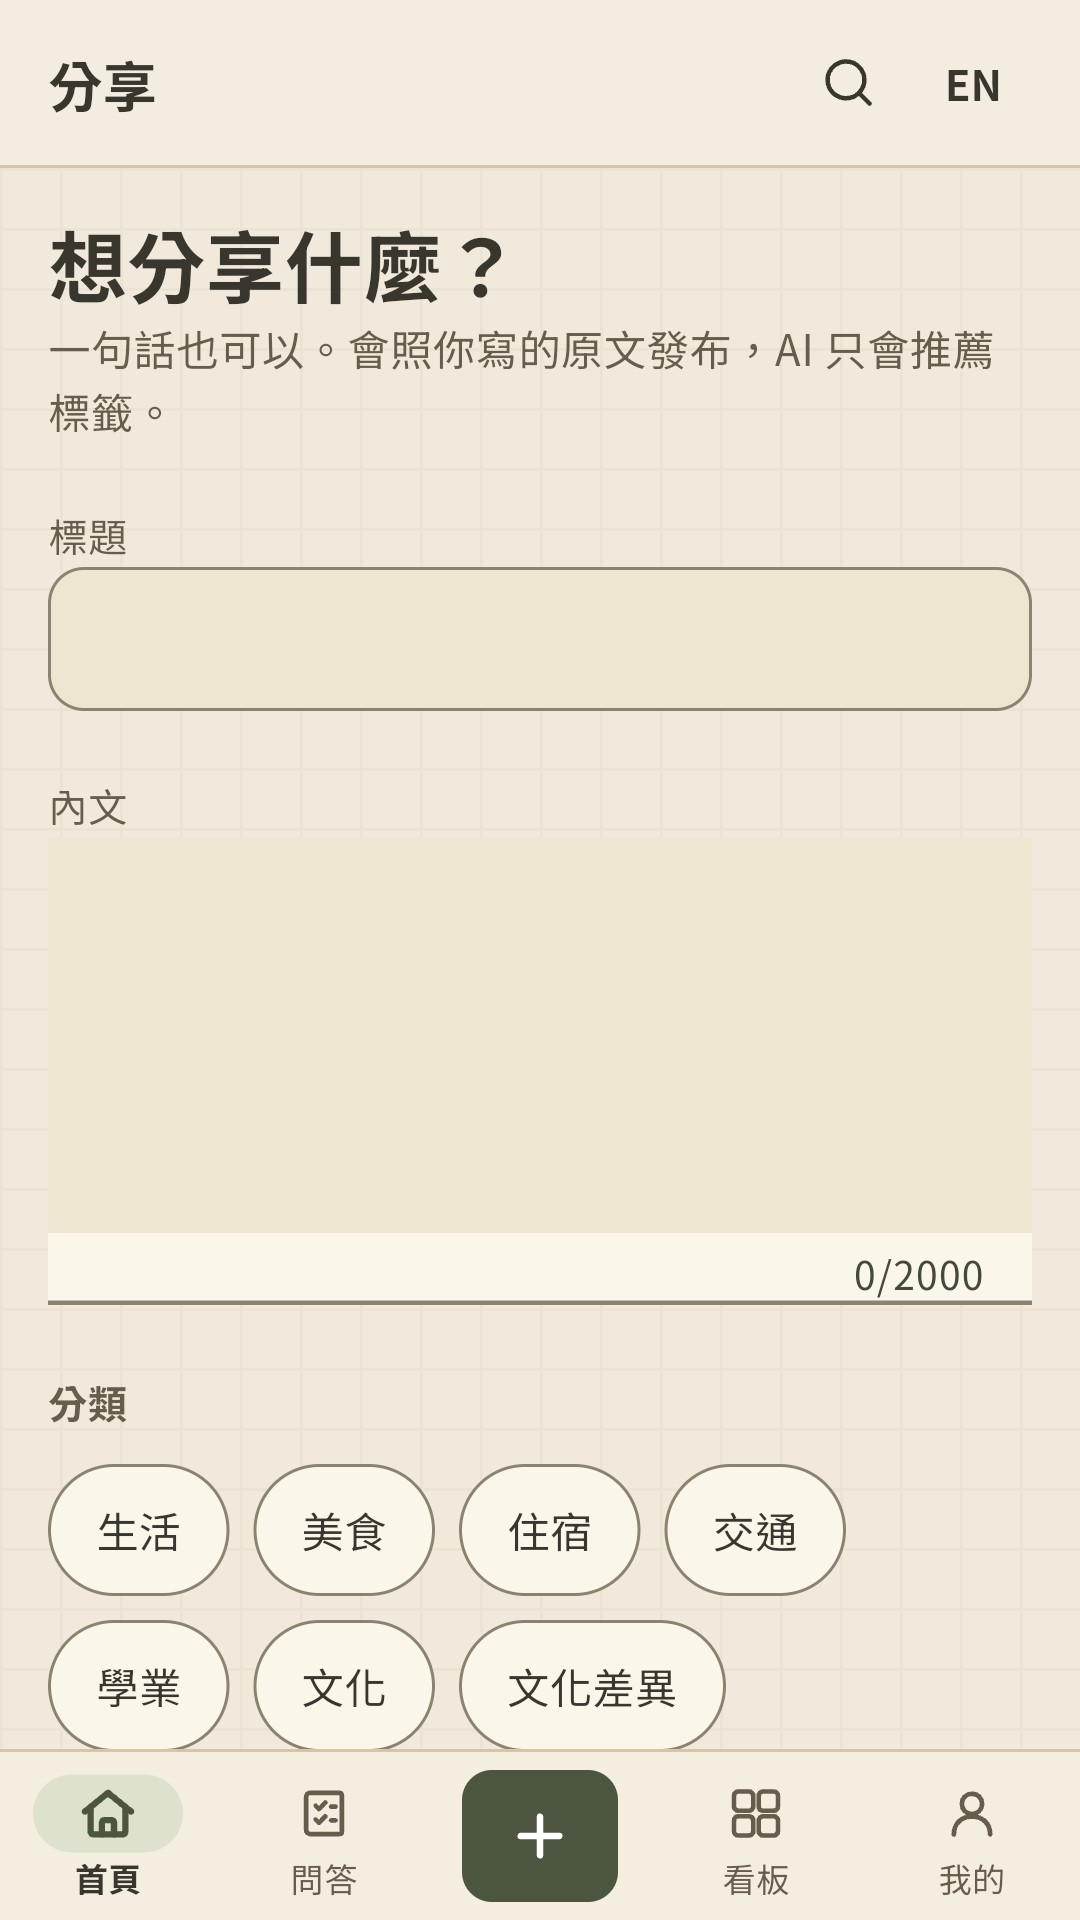 分享
EN
想分享什麼？
一句話也可以。會照你寫的原文發布，AI 只會推薦
標籤。
標題
內文
0/2000
分類
生活 美食 住宿 交通
學業 文化 文化差異
首頁 問答 看板 我的